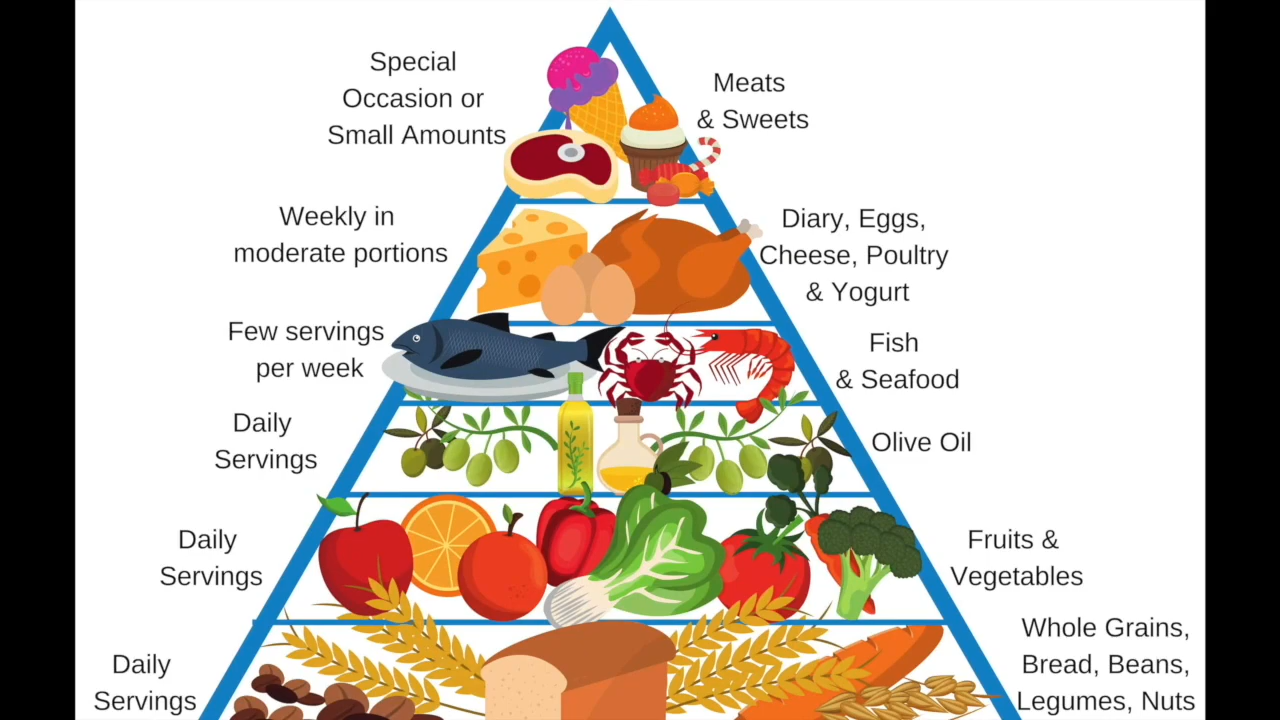 Special
Occasion or
Small Amounts
Meats
& Sweets
Weekly in
moderate portions
Diary, Eggs,
Cheese, Poultry
& Yogurt
Few servings
per week
Fish
& Seafood
Daily
Servings
Olive Oil
Daily
Servings
Fruits &
Vegetables
Daily
Servings
Whole Grains,
Bread, Beans,
Legumes, Nuts